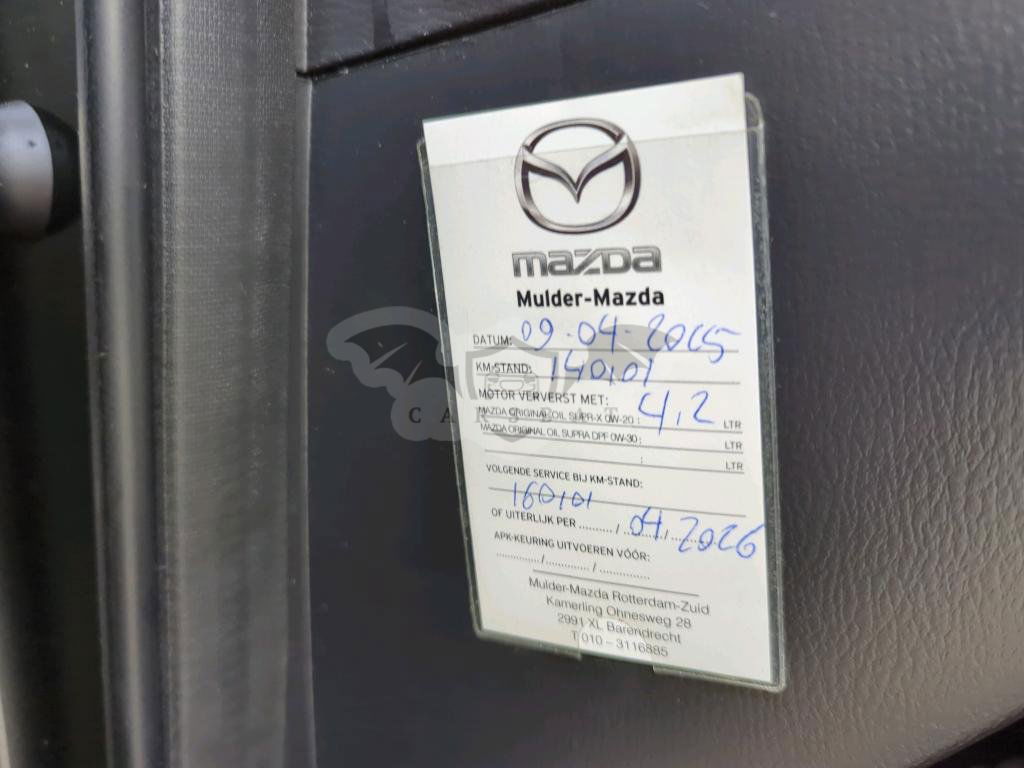 mazda
Mulder-Mazda
DATUM: 09-04-2025
KM-STAND: 140101
MOTOR VERVERST MET:
MAZDA ORIGINAL OIL SUPR-X 0W-20: 4,2 LTR
MAZDA ORIGINAL OIL SUPRA DPF 0W-30: LTR
: LTR
CARSEAT
VOLGENDE SERVICE BIJ KM-STAND:
160101
OF UITERLIJK PER ........./ 04 / 2026
APK-KEURING UITVOEREN VÓÓR:
............./............./...............
Mulder-Mazda Rotterdam-Zuid
Kamerling Ohnesweg 28
2991 XL Barendrecht
T 010 - 3116885